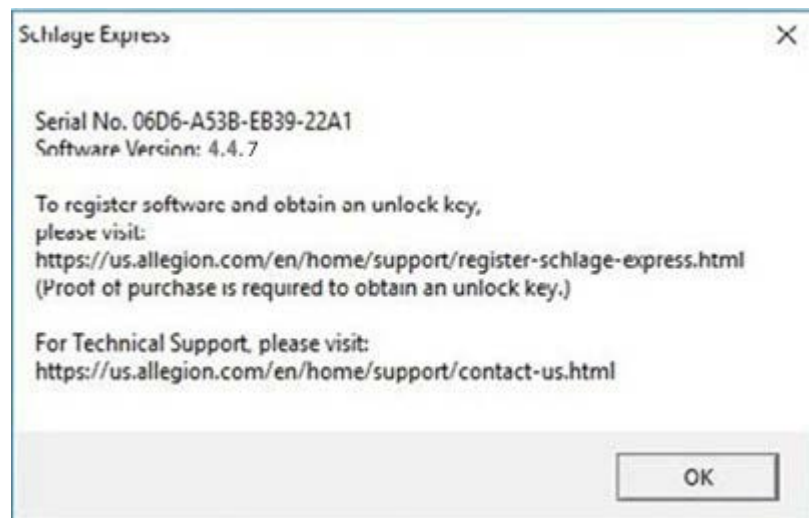 Schlage Express
Serial No. 06D6-A53B-EB39-22A1
Software Version: 4.4.7
To register software and obtain an unlock key,
please visit:
https://us.allegion.com/en/home/support/register-schlage-express.html
(Proof of purchase is required to obtain an unlock key.)
For Technical Support, please visit:
https://us.allegion.com/en/home/support/contact-us.html
OK